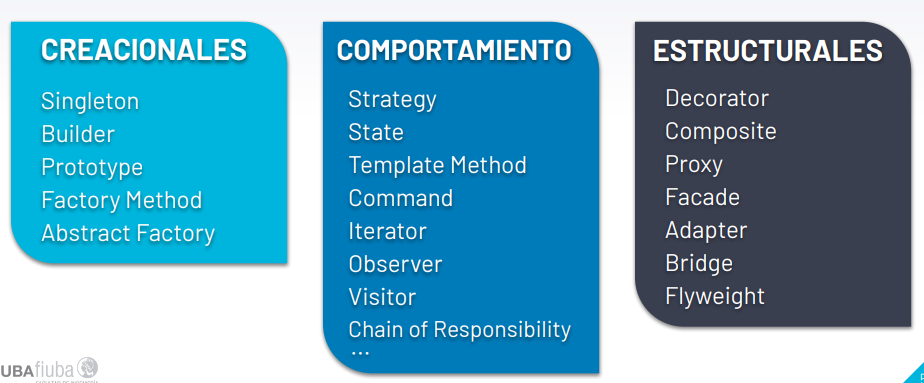 CREACIONALES
Singleton
Builder
Prototype
Factory Method
Abstract Factory
COMPORTAMIENTO
Strategy
State
Template Method
Command
Iterator
Observer
Visitor
Chain of Responsibility
...
ESTRUCTURALES
Decorator
Composite
Proxy
Facade
Adapter
Bridge
Flyweight
UBAfiuba